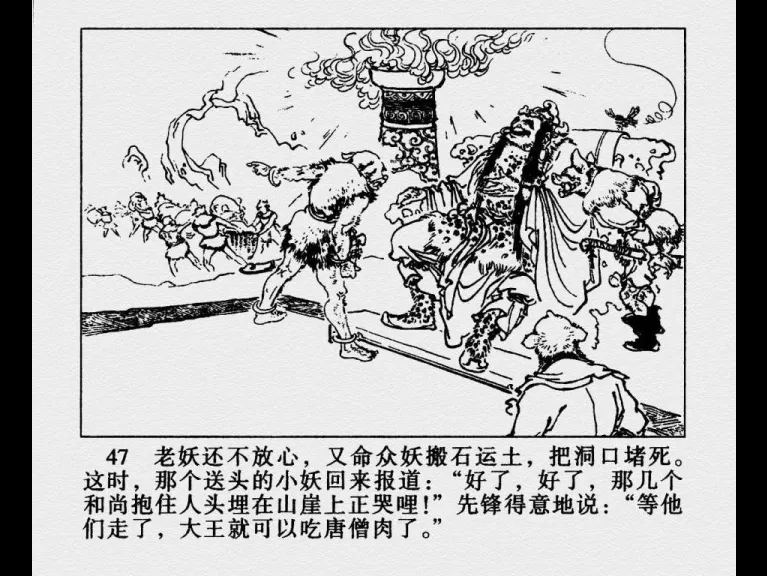 47 老妖还不放心，又命众妖搬石运土，把洞口堵死。
这时，那个送头的小妖回来报道：“好了，好了，那几个
和尚抱住人头埋在山崖上正哭哩！”先锋得意地说：“等他
们走了，大王就可以吃唐僧肉了。”